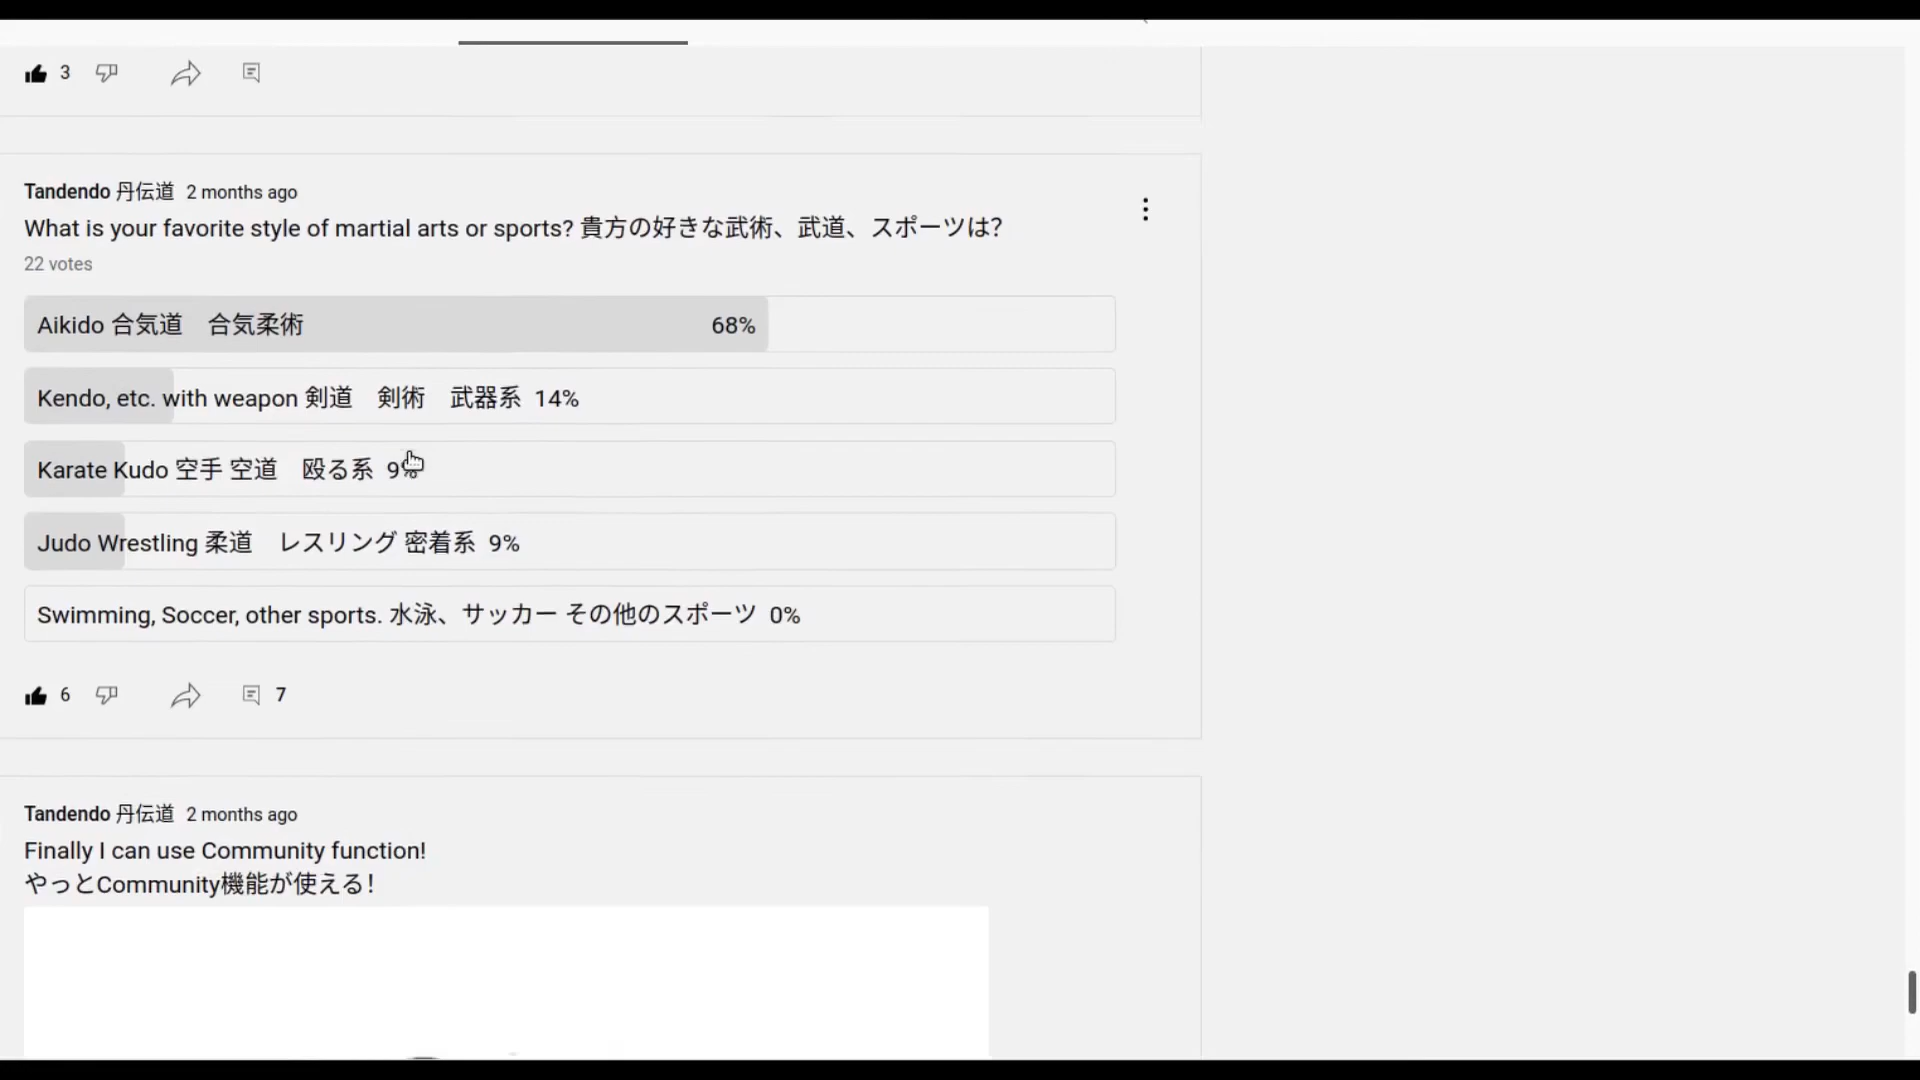 3
Tandendo 丹伝道 2 months ago
What is your favorite style of martial arts or sports? 貴方の好きな武術、武道、スポーツは?
22 votes
Aikido 合気道　合気柔術 68%
Kendo, etc. with weapon 剣道　剣術　武器系 14%
Karate Kudo 空手 空道　殴る系 9%
Judo Wrestling 柔道　レスリング 密着系 9%
Swimming, Soccer, other sports. 水泳、サッカー その他のスポーツ 0%
6 7
Tandendo 丹伝道 2 months ago
Finally I can use Community function!
やっとCommunity機能が使える!